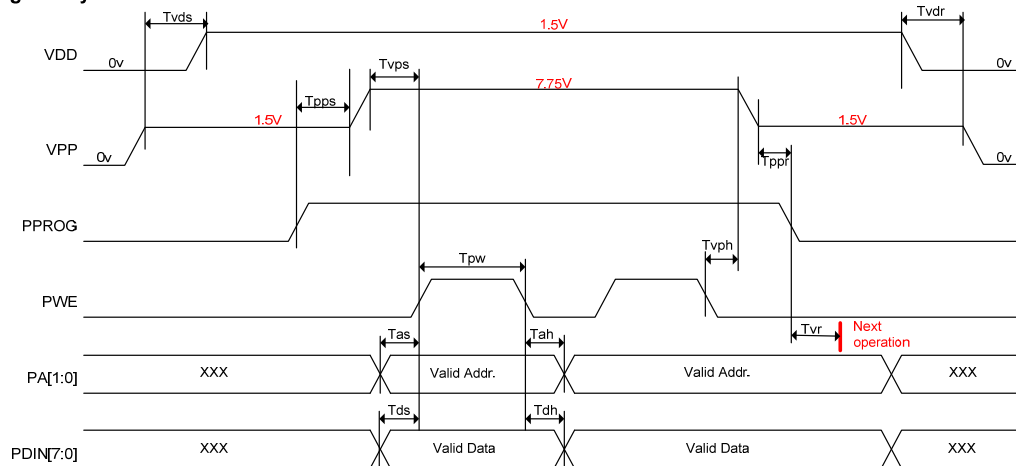 Tvds
Tvdr
1.5V
VDD
0v
0v
Tvps
7.75V
Tpps
1.5V
1.5V
VPP
0v
Tppr
0v
PPROG
Tvph
Tpw
PWE
Tas
Tah
Tvr
Next
operation
PA[1:0]
XXX
Valid Addr.
Valid Addr.
XXX
Tds
Tdh
PDIN[7:0]
XXX
Valid Data
Valid Data
XXX